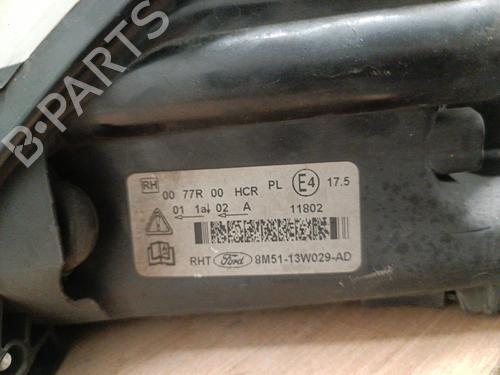 B-PARTS
RH 00 77R 00 HCR PL E4 17.5
01 1a 02 A 11802
RHT Ford 8M51-13W029-AD